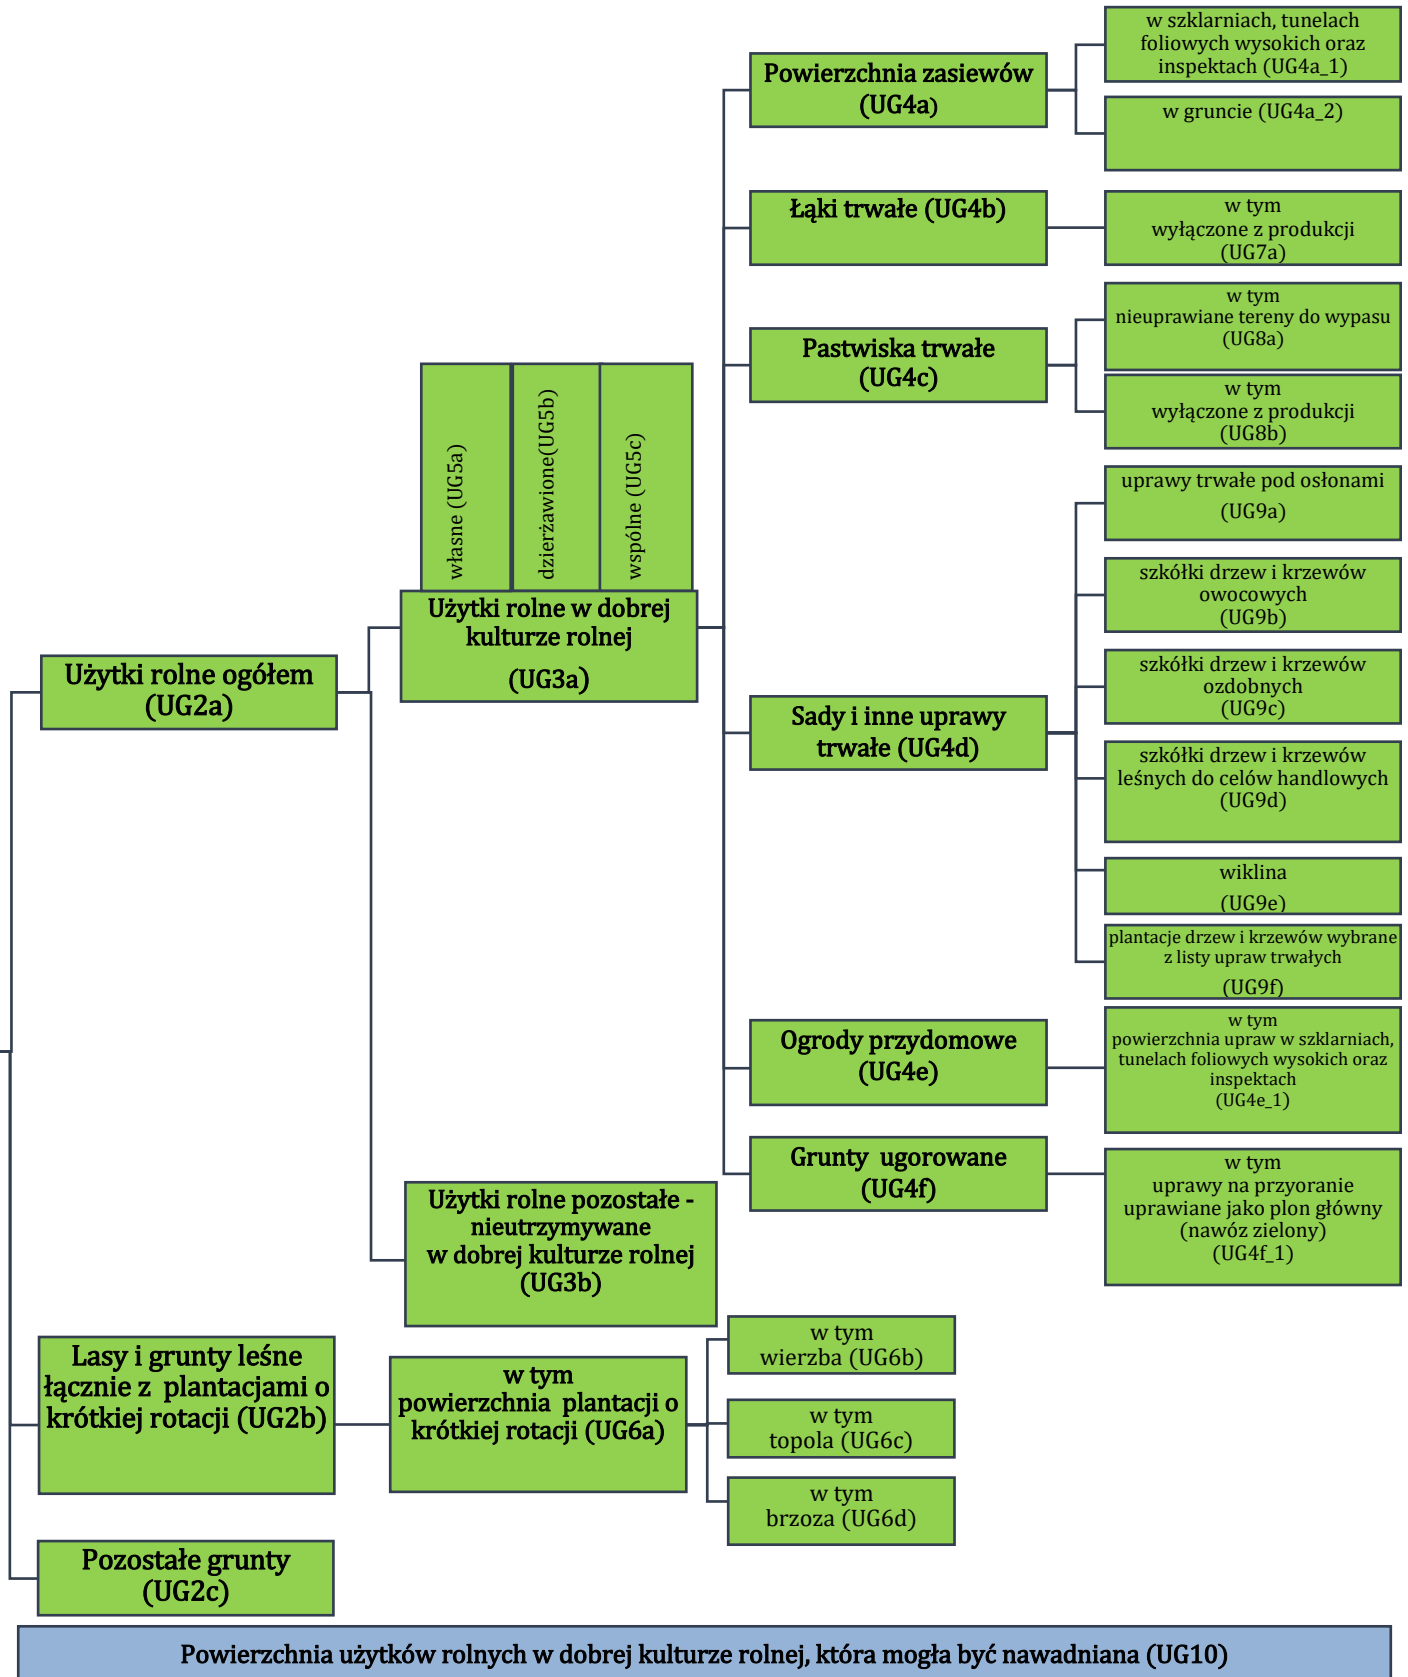 w szklarniach, tunelach
foliowych wysokich oraz
inspektach (UG4a_1)
Powierzchnia zasiewów
(UG4a)
w gruncie (UG4a_2)
Łąki trwałe (UG4b)
w tym
wyłączone z produkcji
(UG7a)
w tym
nieuprawiane tereny do wypasu
(UG8a)
Pastwiska trwałe
(UG4c)
w tym
wyłączone z produkcji
(UG8b)
własne (UG5a)
dzierżawione(UG5b)
wspólne (UG5c)
uprawy trwałe pod osłonami
(UG9a)
szkółki drzew i krzewów
owocowych
(UG9b)
Użytki rolne w dobrej
kulturze rolnej
(UG3a)
Użytki rolne ogółem
(UG2a)
szkółki drzew i krzewów
ozdobnych
(UG9c)
Sady i inne uprawy
trwałe (UG4d)
szkółki drzew i krzewów
leśnych do celów handlowych
(UG9d)
wiklina
(UG9e)
plantacje drzew i krzewów wybrane
z listy upraw trwałych
(UG9f)
Ogrody przydomowe
(UG4e)
w tym
powierzchnia upraw w szklarniach,
tunelach foliowych wysokich oraz
inspektach
(UG4e_1)
Grunty ugorowane
(UG4f)
w tym
uprawy na przyoranie
uprawiane jako plon główny
(nawóz zielony)
(UG4f_1)
Użytki rolne pozostałe -
nieutrzymywane
w dobrej kulturze rolnej
(UG3b)
Lasy i grunty leśne
łącznie z plantacjami o
krótkiej rotacji (UG2b)
w tym
powierzchnia plantacji o
krótkiej rotacji (UG6a)
w tym
wierzba (UG6b)
w tym
topola (UG6c)
w tym
brzoza (UG6d)
Pozostałe grunty
(UG2c)
Powierzchnia użytków rolnych w dobrej kulturze rolnej, która mogła być nawadniana (UG10)